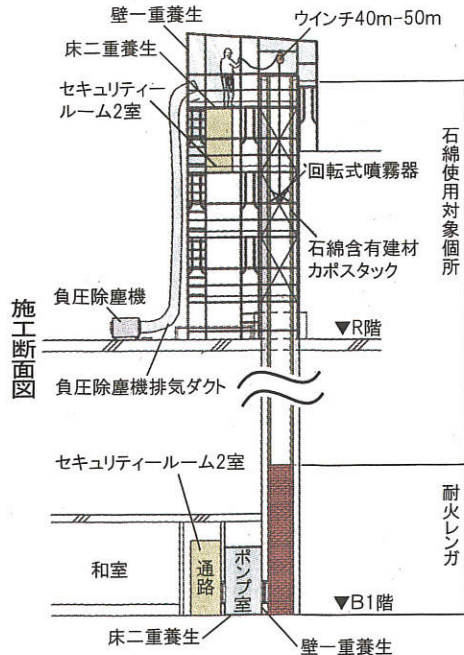 壁一重養生
ウインチ40m-50m
床二重養生
セキュリティー
ルーム2室
回転式噴霧器
石綿含有建材
カポスタック
石綿使用対象個所
負圧除塵機
▼R階
施工断面図
負圧除塵機排気ダクト
セキュリティールーム2室
耐火レンガ
和室
通路
ポンプ室
▼B1階
床二重養生
壁一重養生